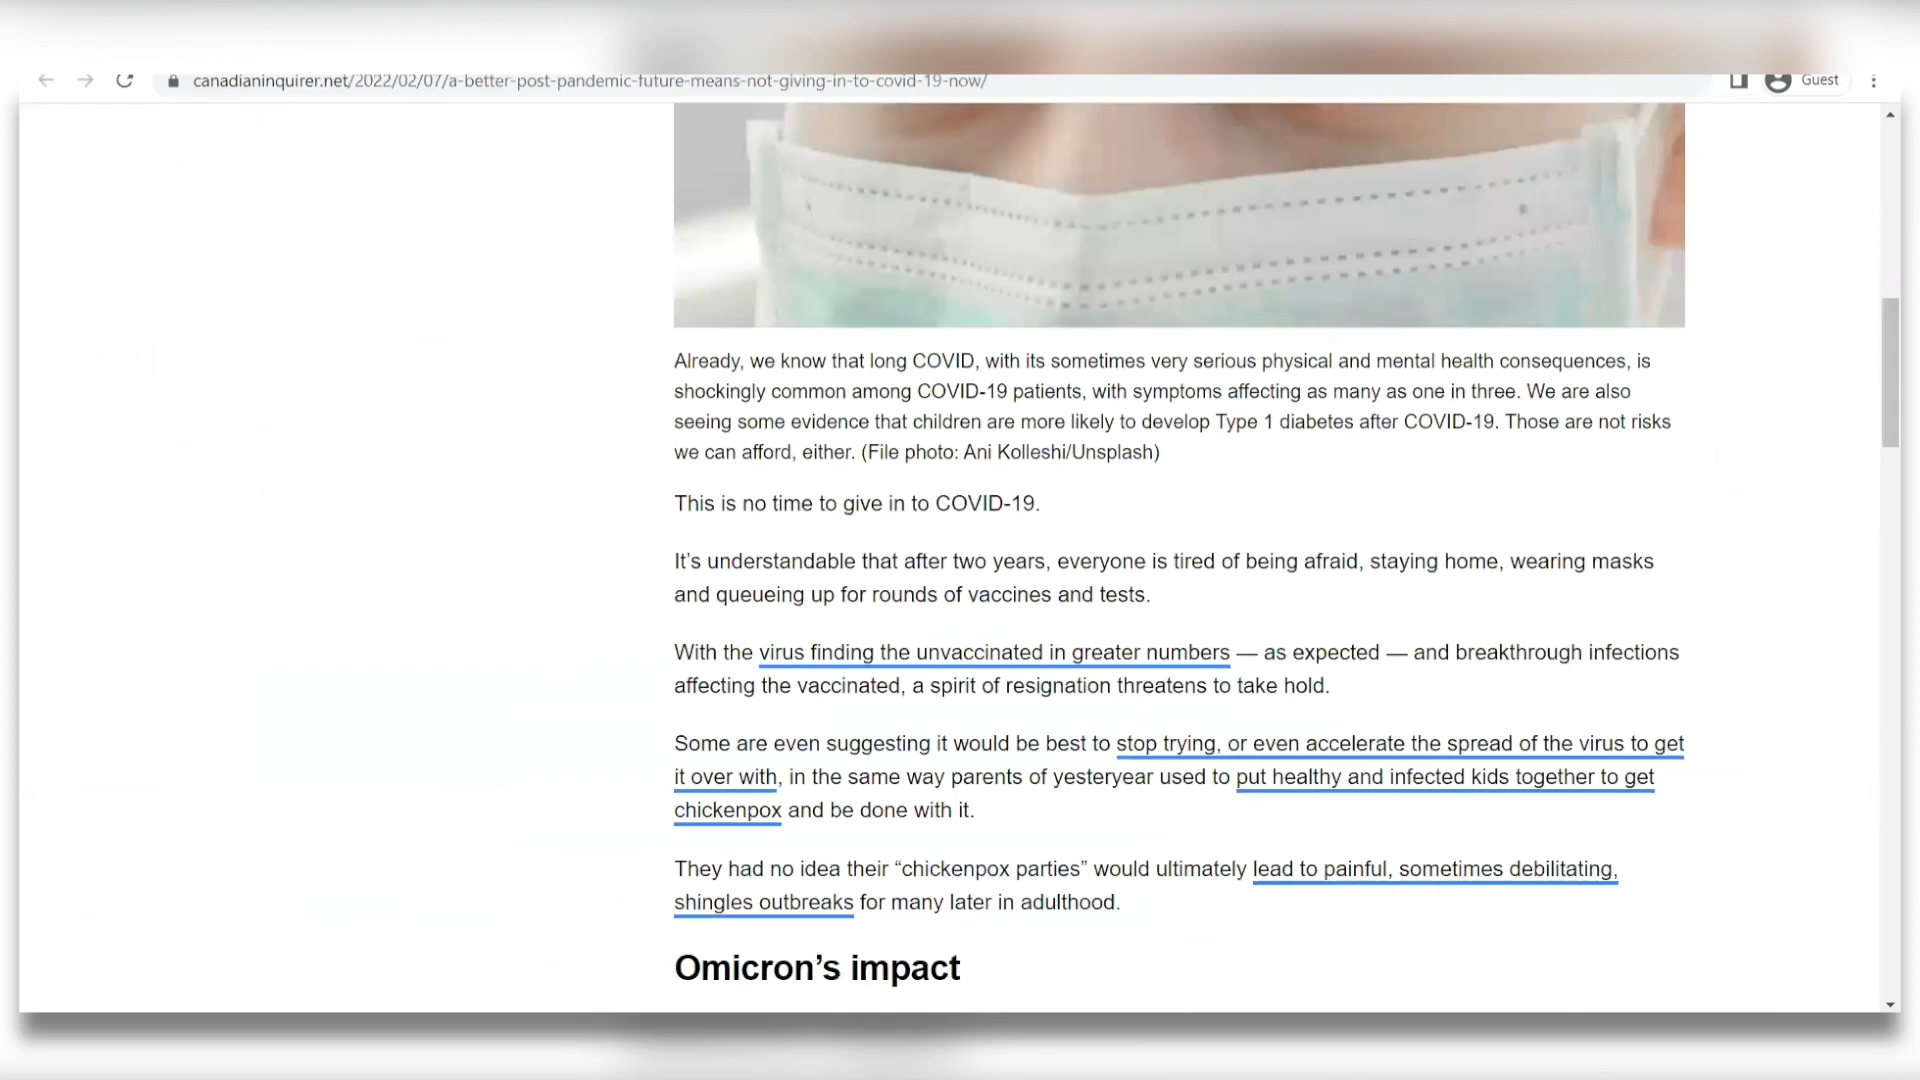 canadianinquirer.net/2022/02/07/a-better-post-pandemic-future-means-not-giving-in-to-covid-19-now/
Guest
Already, we know that long COVID, with its sometimes very serious physical and mental health consequences, is
shockingly common among COVID-19 patients, with symptoms affecting as many as one in three. We are also
seeing some evidence that children are more likely to develop Type 1 diabetes after COVID-19. Those are not risks
we can afford, either. (File photo: Ani Kolleshi/Unsplash)
This is no time to give in to COVID-19.
It’s understandable that after two years, everyone is tired of being afraid, staying home, wearing masks
and queueing up for rounds of vaccines and tests.
With the virus finding the unvaccinated in greater numbers — as expected — and breakthrough infections
affecting the vaccinated, a spirit of resignation threatens to take hold.
Some are even suggesting it would be best to stop trying, or even accelerate the spread of the virus to get
it over with, in the same way parents of yesteryear used to put healthy and infected kids together to get
chickenpox and be done with it.
They had no idea their “chickenpox parties” would ultimately lead to painful, sometimes debilitating,
shingles outbreaks for many later in adulthood.
Omicron’s impact